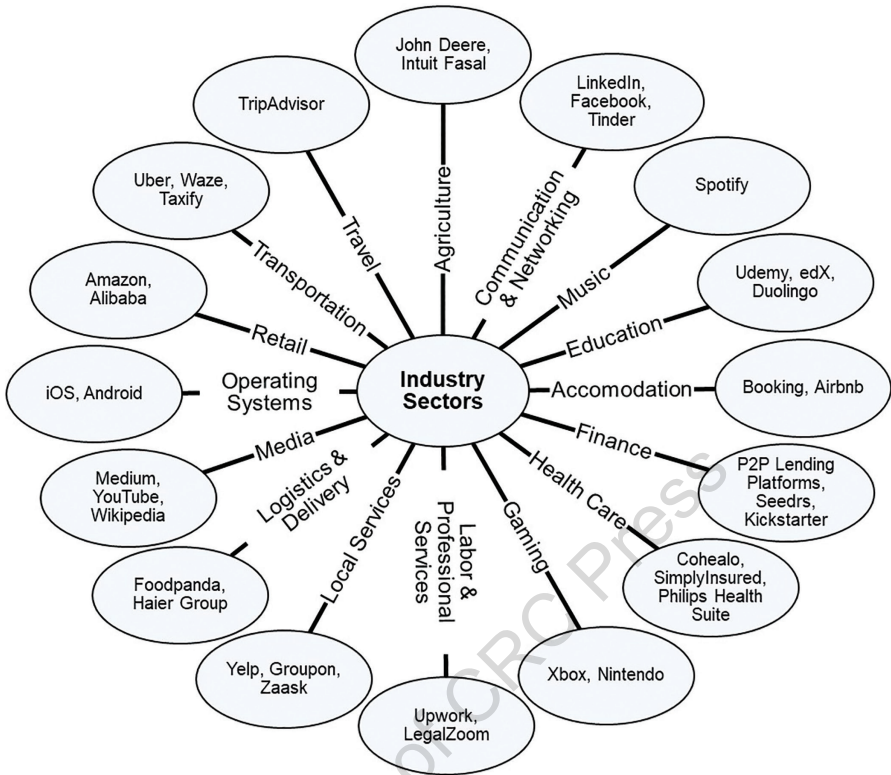 John Deere,
Intuit Fasal
LinkedIn,
Facebook,
Tinder
TripAdvisor
Spotify
Uber, Waze,
Taxify
Agriculture
Communication
& Networking
Travel
Music
Udemy, edX,
Duolingo
Transportation
Amazon,
Alibaba
Education
Retail
Industry
Sectors
iOS, Android
Operating
Systems
Accomodation
Booking, Airbnb
Media
Finance
Medium,
YouTube,
Wikipedia
P2P Lending
Platforms,
Seedrs,
Kickstarter
Logistics &
Delivery
Health Care
Local Services
Labor &
Professional
Services
Gaming
Foodpanda,
Haier Group
Cohealo,
SimplyInsured,
Philips Health
Suite
Yelp, Groupon,
Zaask
Xbox, Nintendo
Upwork,
LegalZoom
of CRC Press